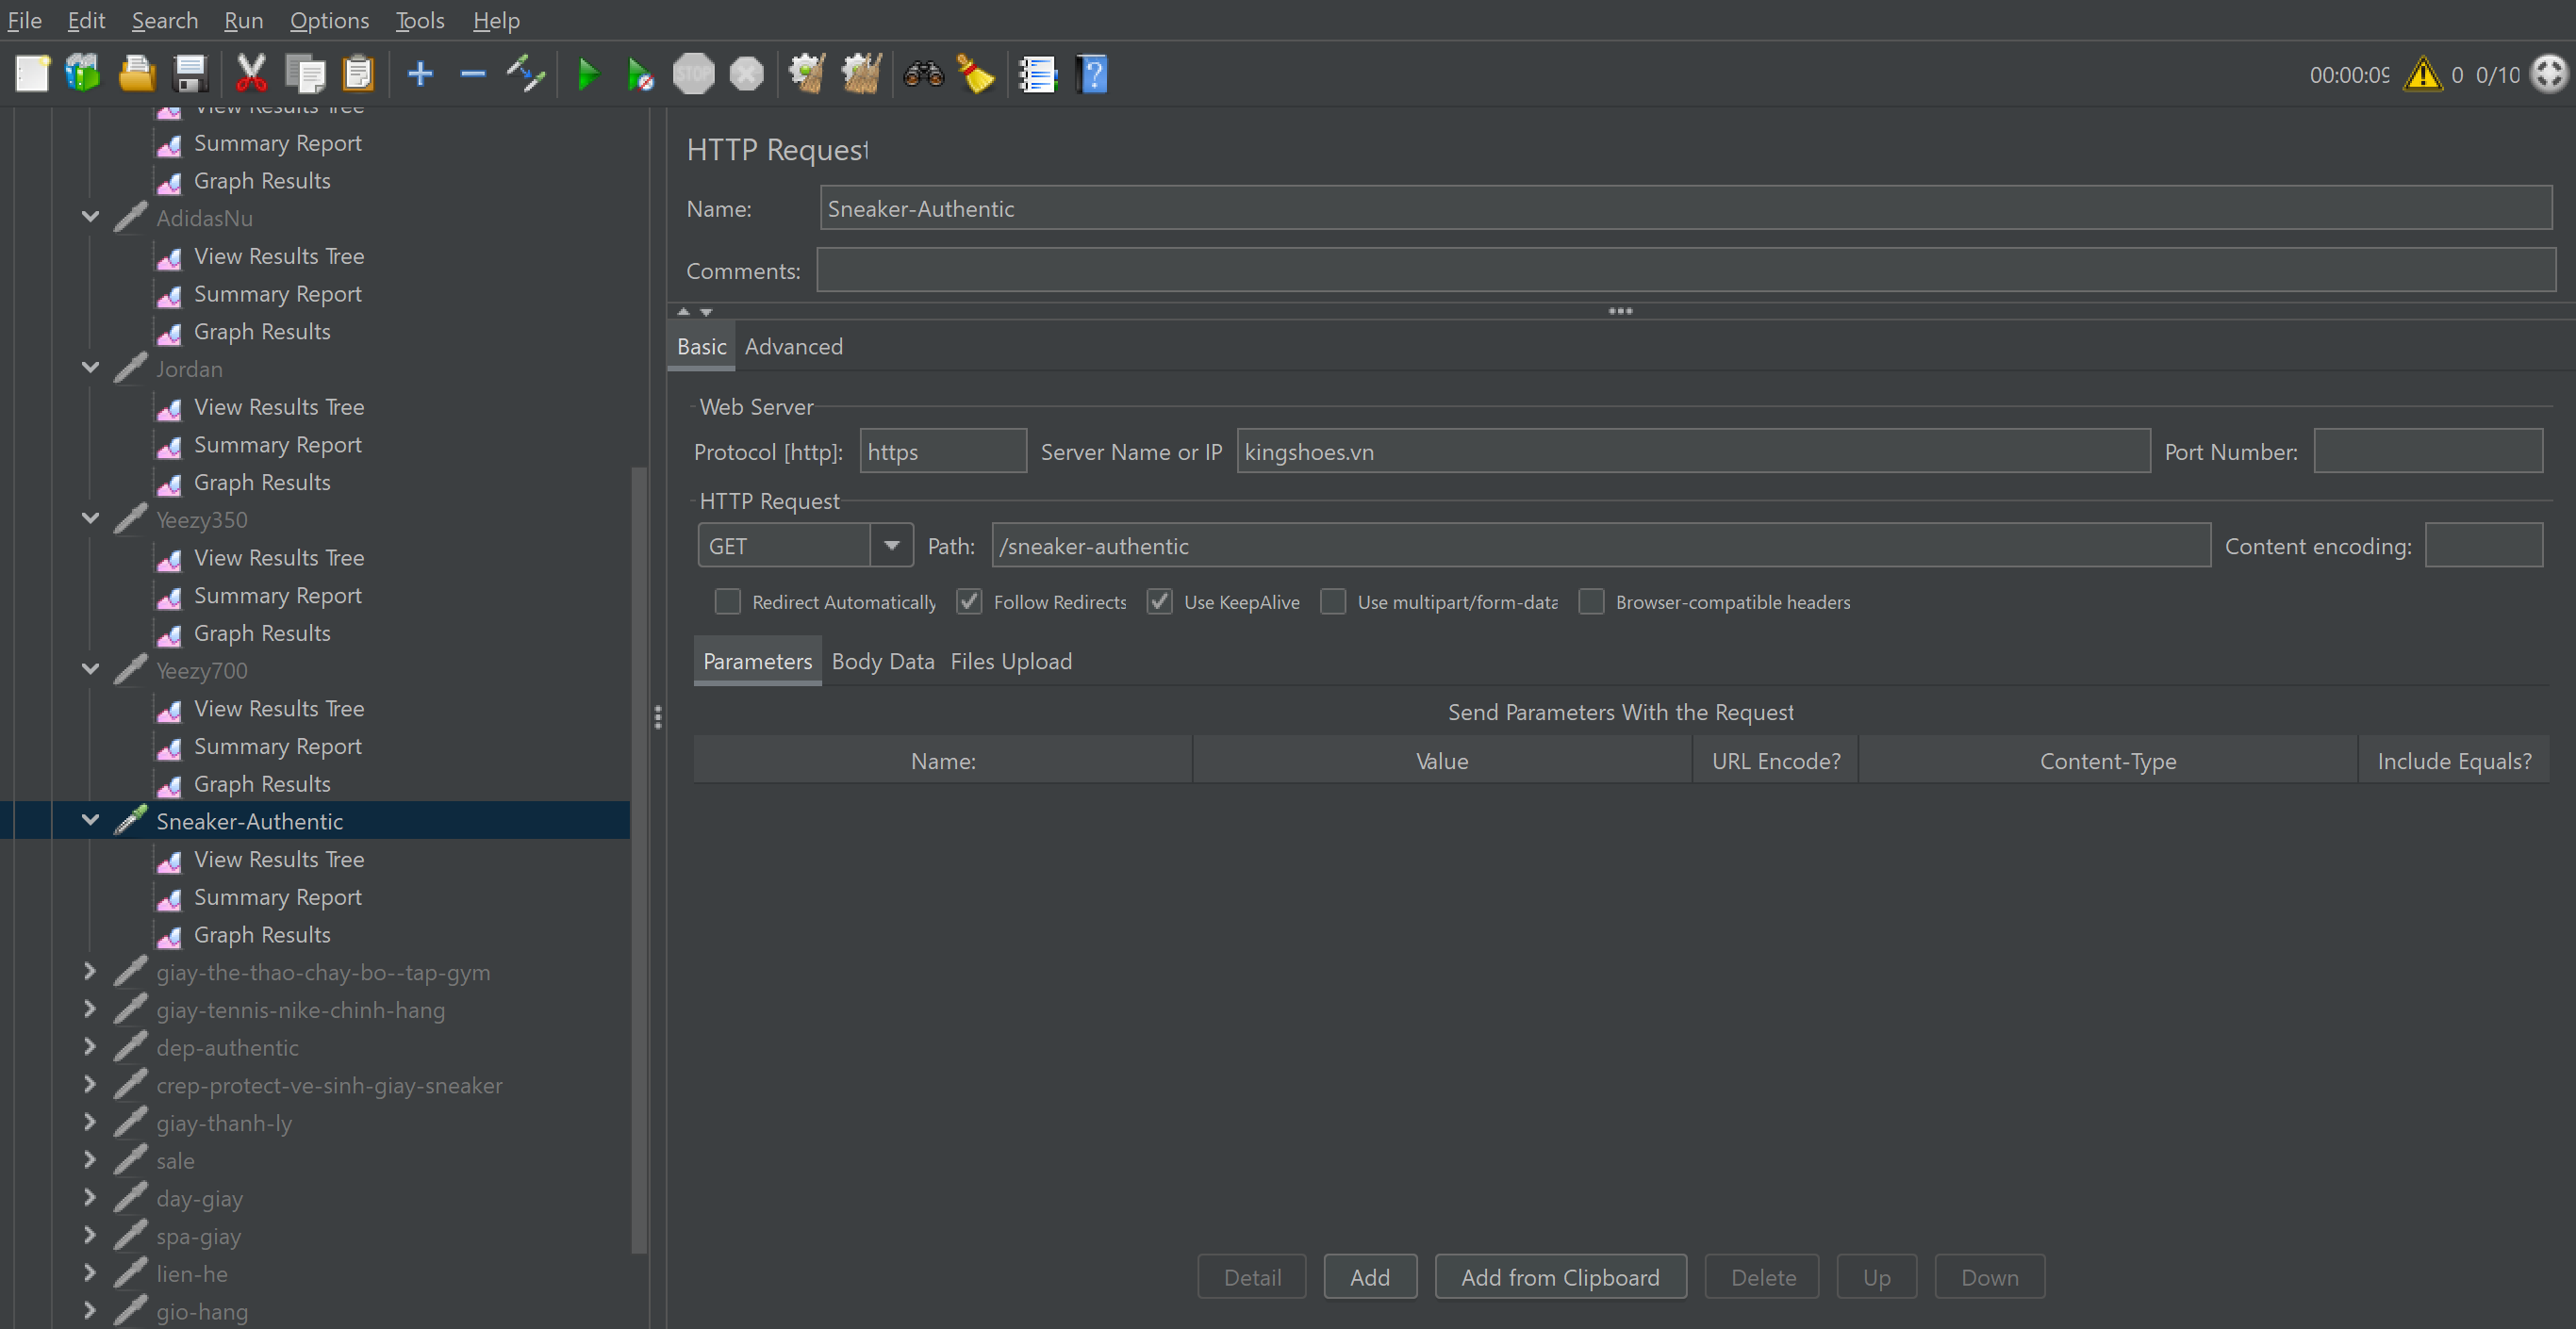 File Edit Search Run Options Tools Help
STOP
00:00:09 0 0/10
View Results Tree
Summary Report
Graph Results
AdidasNu
View Results Tree
Summary Report
Graph Results
Jordan
View Results Tree
Summary Report
Graph Results
Yeezy350
View Results Tree
Summary Report
Graph Results
Yeezy700
View Results Tree
Summary Report
Graph Results
Sneaker-Authentic
View Results Tree
Summary Report
Graph Results
giay-the-thao-chay-bo--tap-gym
giay-tennis-nike-chinh-hang
dep-authentic
crep-protect-ve-sinh-giay-sneaker
giay-thanh-ly
sale
day-giay
spa-giay
lien-he
gio-hang
HTTP Request
Name: Sneaker-Authentic
Comments:
Basic Advanced
Web Server
Protocol [http]: https Server Name or IP kingshoes.vn Port Number:
HTTP Request
GET Path: /sneaker-authentic Content encoding:
Redirect Automatically Follow Redirects Use KeepAlive Use multipart/form-data Browser-compatible headers
Parameters Body Data Files Upload
Send Parameters With the Request
Name: Value URL Encode? Content-Type Include Equals?
Detail Add Add from Clipboard Delete Up Down